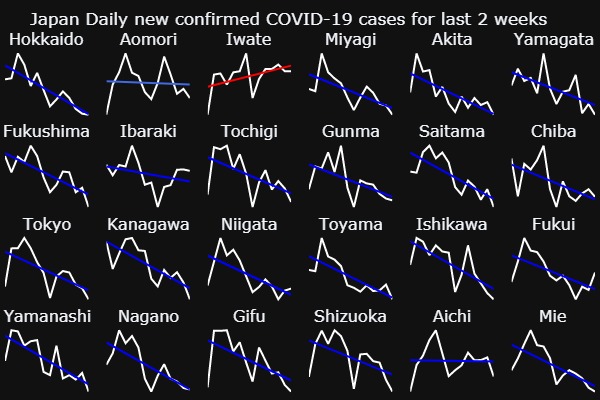 Japan Daily new confirmed COVID-19 cases for last 2 weeks
Hokkaido Aomori Iwate Miyagi Akita Yamagata
Fukushima Ibaraki Tochigi Gunma Saitama Chiba
Tokyo Kanagawa Niigata Toyama Ishikawa Fukui
Yamanashi Nagano Gifu Shizuoka Aichi Mie